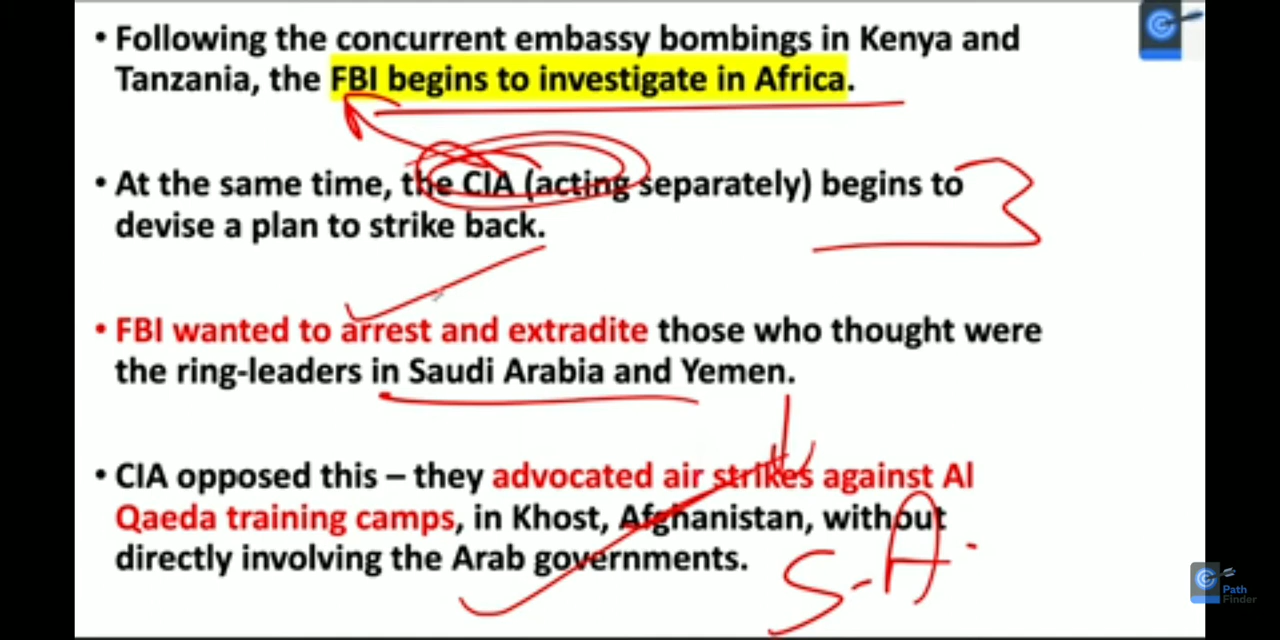 • Following the concurrent embassy bombings in Kenya and
Tanzania, the FBI begins to investigate in Africa.
• At the same time, the CIA (acting separately) begins to
devise a plan to strike back.
• FBI wanted to arrest and extradite those who thought were
the ring-leaders in Saudi Arabia and Yemen.
• CIA opposed this – they advocated air strikes against Al
Qaeda training camps, in Khost, Afghanistan, without
directly involving the Arab governments.
S.A.
Path
Finder